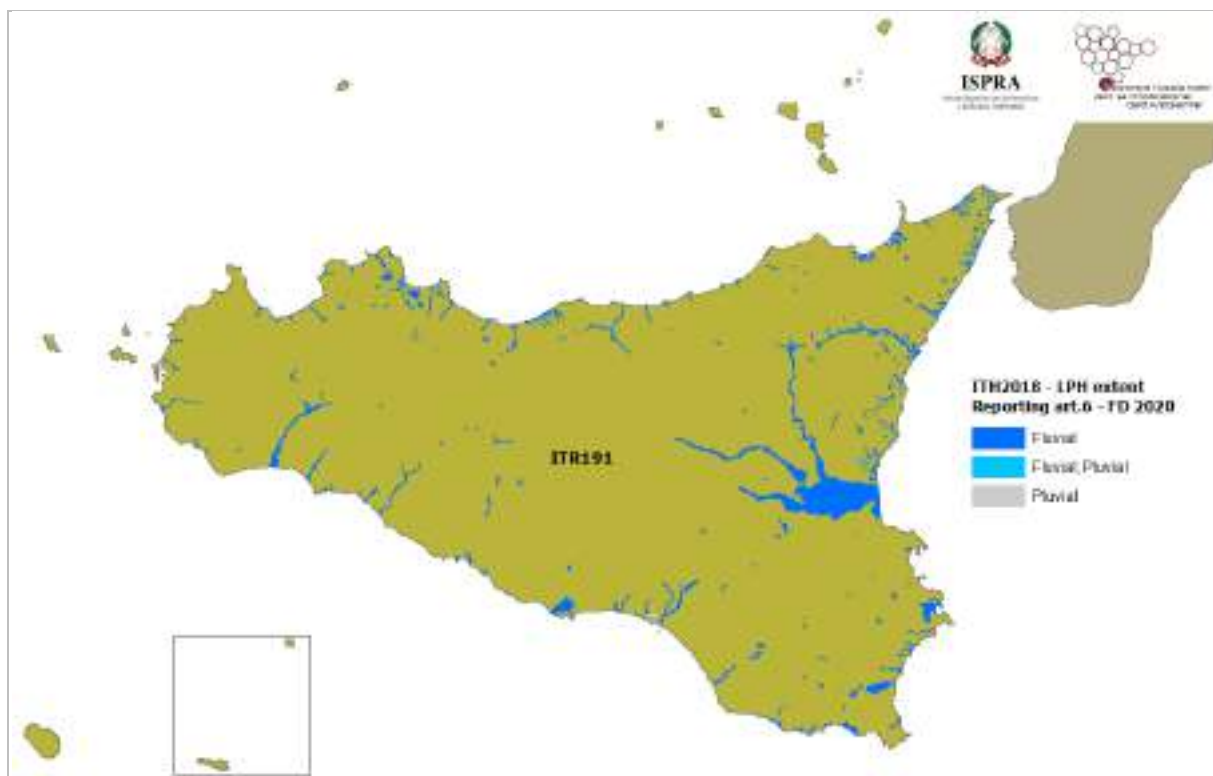 ISPRA
ITH2018 - LPH extent
Reporting art.6 - FD 2020
Fluvial
Fluvial, Pluvial
Pluvial
ITR191